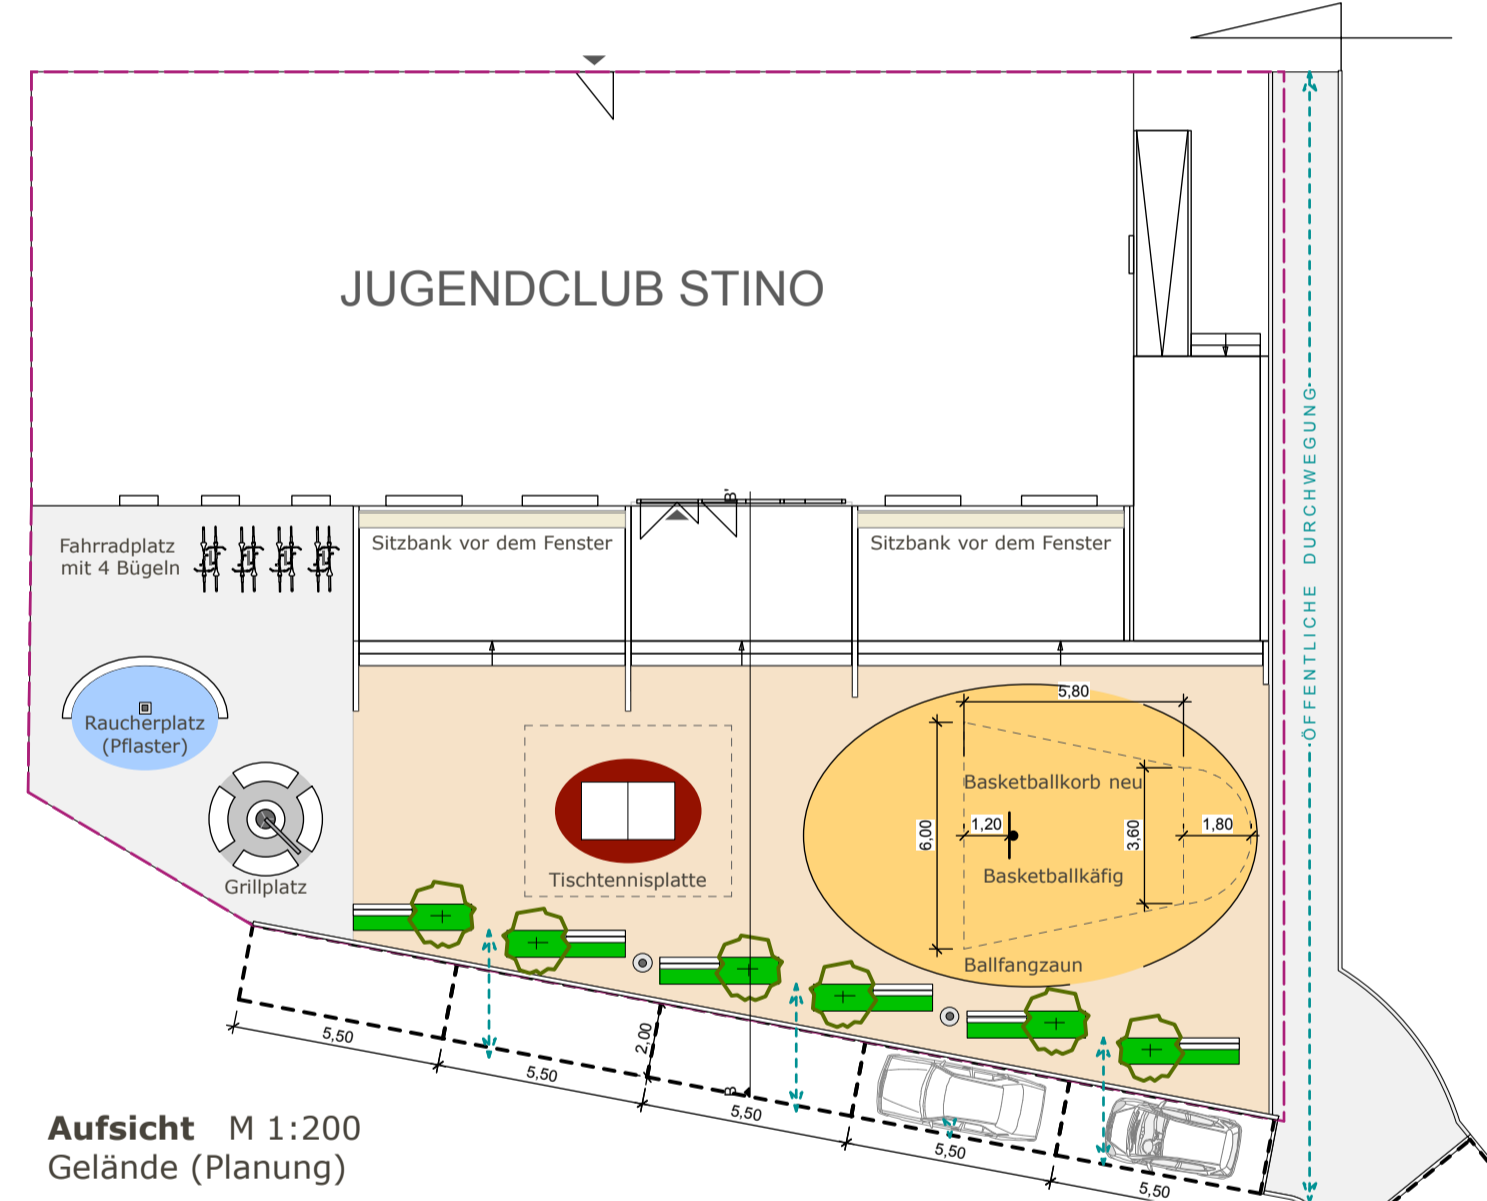 JUGENDCLUB STINO
ÖFFENTLICHE DURCHWEGUNG
B'
Fahrradplatz
mit 4 Bügeln
Sitzbank vor dem Fenster
Sitzbank vor dem Fenster
Raucherplatz
(Pflaster)
Grillplatz
Tischtennisplatte
5,80
Basketballkorb neu
6,00
1,20
3,60
1,80
Basketballkäfig
Ballfangzaun
5,50
5,50
2,00
B
5,50
5,50
5,50
Aufsicht M 1:200
Gelände (Planung)